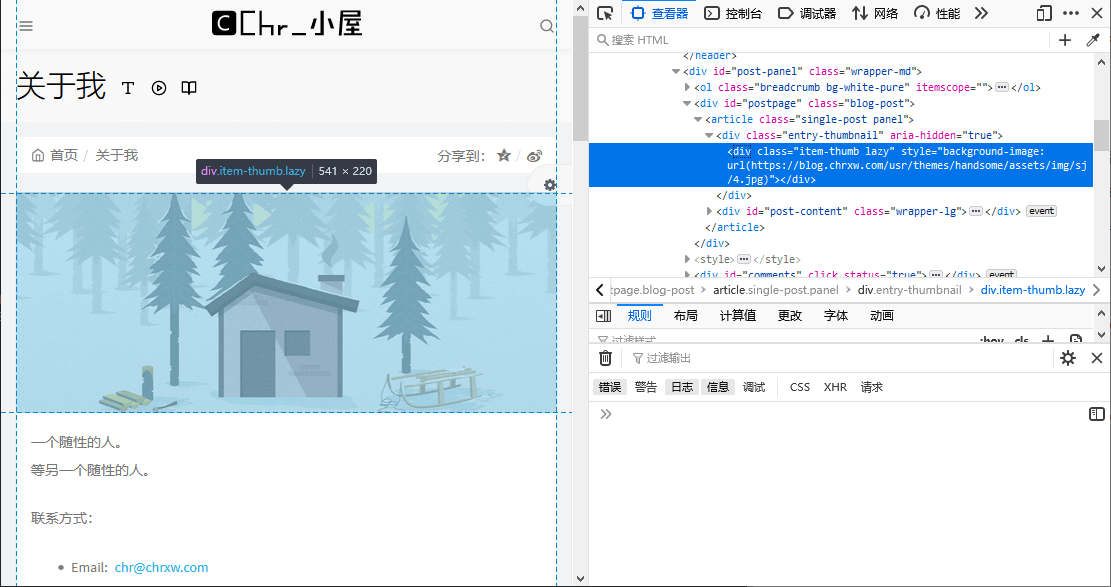 Chr_小屋
关于我
首页 / 关于我
分享到：
div.item-thumb.lazy 541 × 220
一个随性的人。
等另一个随性的人。
联系方式：
Email: chr@chrxw.com
查看器 控制台 调试器 网络 性能
搜索 HTML
</header>
<div id="post-panel" class="wrapper-md">
<ol class="breadcrumb bg-white-pure" itemscope="">…</ol>
<div id="postpage" class="blog-post">
<article class="single-post panel">
<div class="entry-thumbnail" aria-hidden="true">
<div class="item-thumb lazy" style="background-image:
url(https://blog.chrxw.com/usr/themes/handsome/assets/img/sj
/4.jpg)"></div>
</div>
<div id="post-content" class="wrapper-lg">…</div> event
</article>
</div>
<style>…</style>
<div id="comments" click_status="true">…</div> event
tpage.blog-post > article.single-post.panel > div.entry-thumbnail > div.item-thumb.lazy
规则 布局 计算值 更改 字体 动画
过滤样式 :hov .cls
过滤输出
错误 警告 日志 信息 调试 CSS XHR 请求